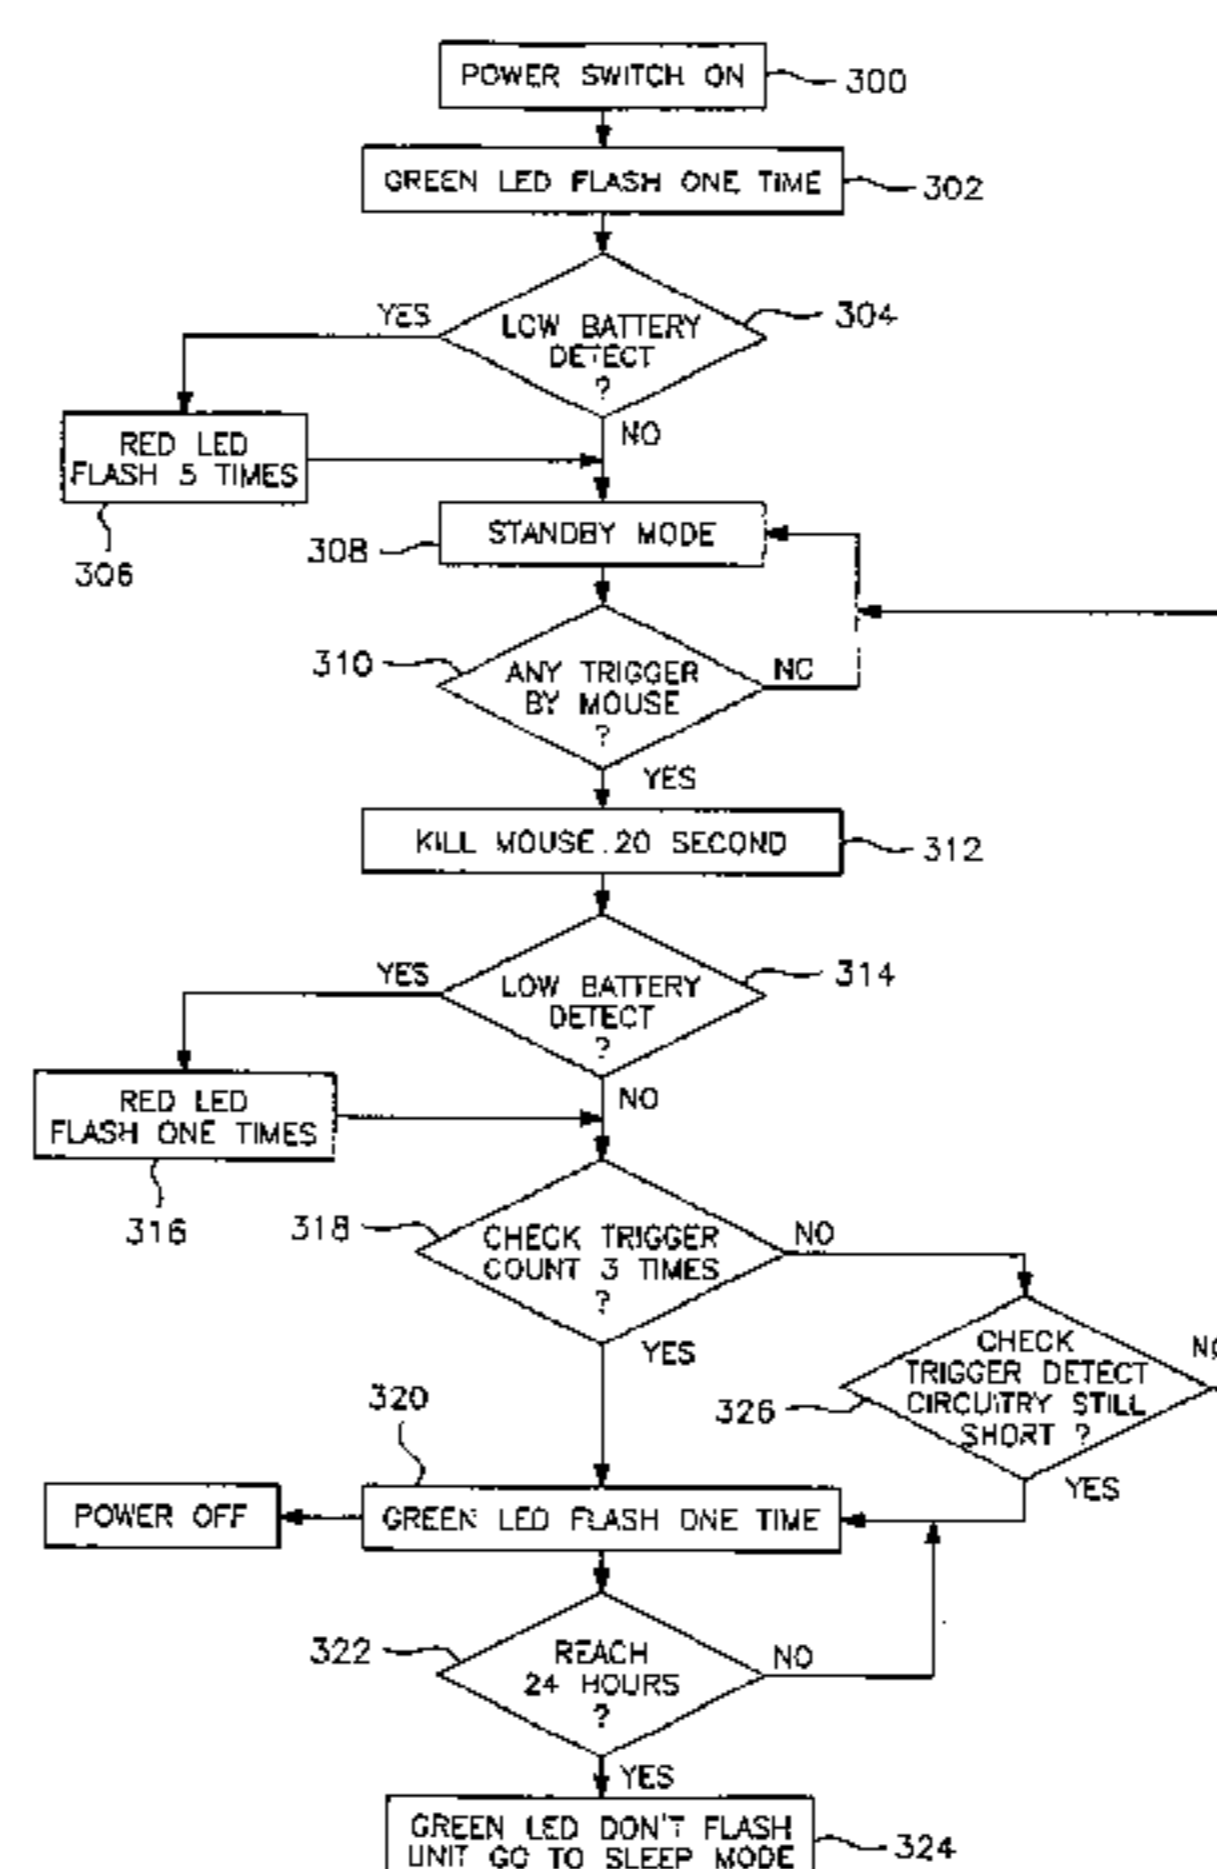 POWER SWITCH ON
300
GREEN LED FLASH ONE TIME
302
YES
LOW BATTERY
DETECT
?
304
NO
RED LED
FLASH 5 TIMES
306
STANDBY MODE
308
310
ANY TRIGGER
BY MOUSE
?
NO
YES
KILL MOUSE 20 SECOND
312
YES
LOW BATTERY
DETECT
?
314
NO
RED LED
FLASH ONE TIMES
316
318
CHECK TRIGGER
COUNT 3 TIMES
?
NO
YES
CHECK
TRIGGER DETECT
CIRCUITRY STILL
SHORT ?
NO
326
YES
320
POWER OFF
GREEN LED FLASH ONE TIME
322
REACH
24 HOURS
?
NO
YES
GREEN LED DON'T FLASH
UNIT GO TO SLEEP MODE
324